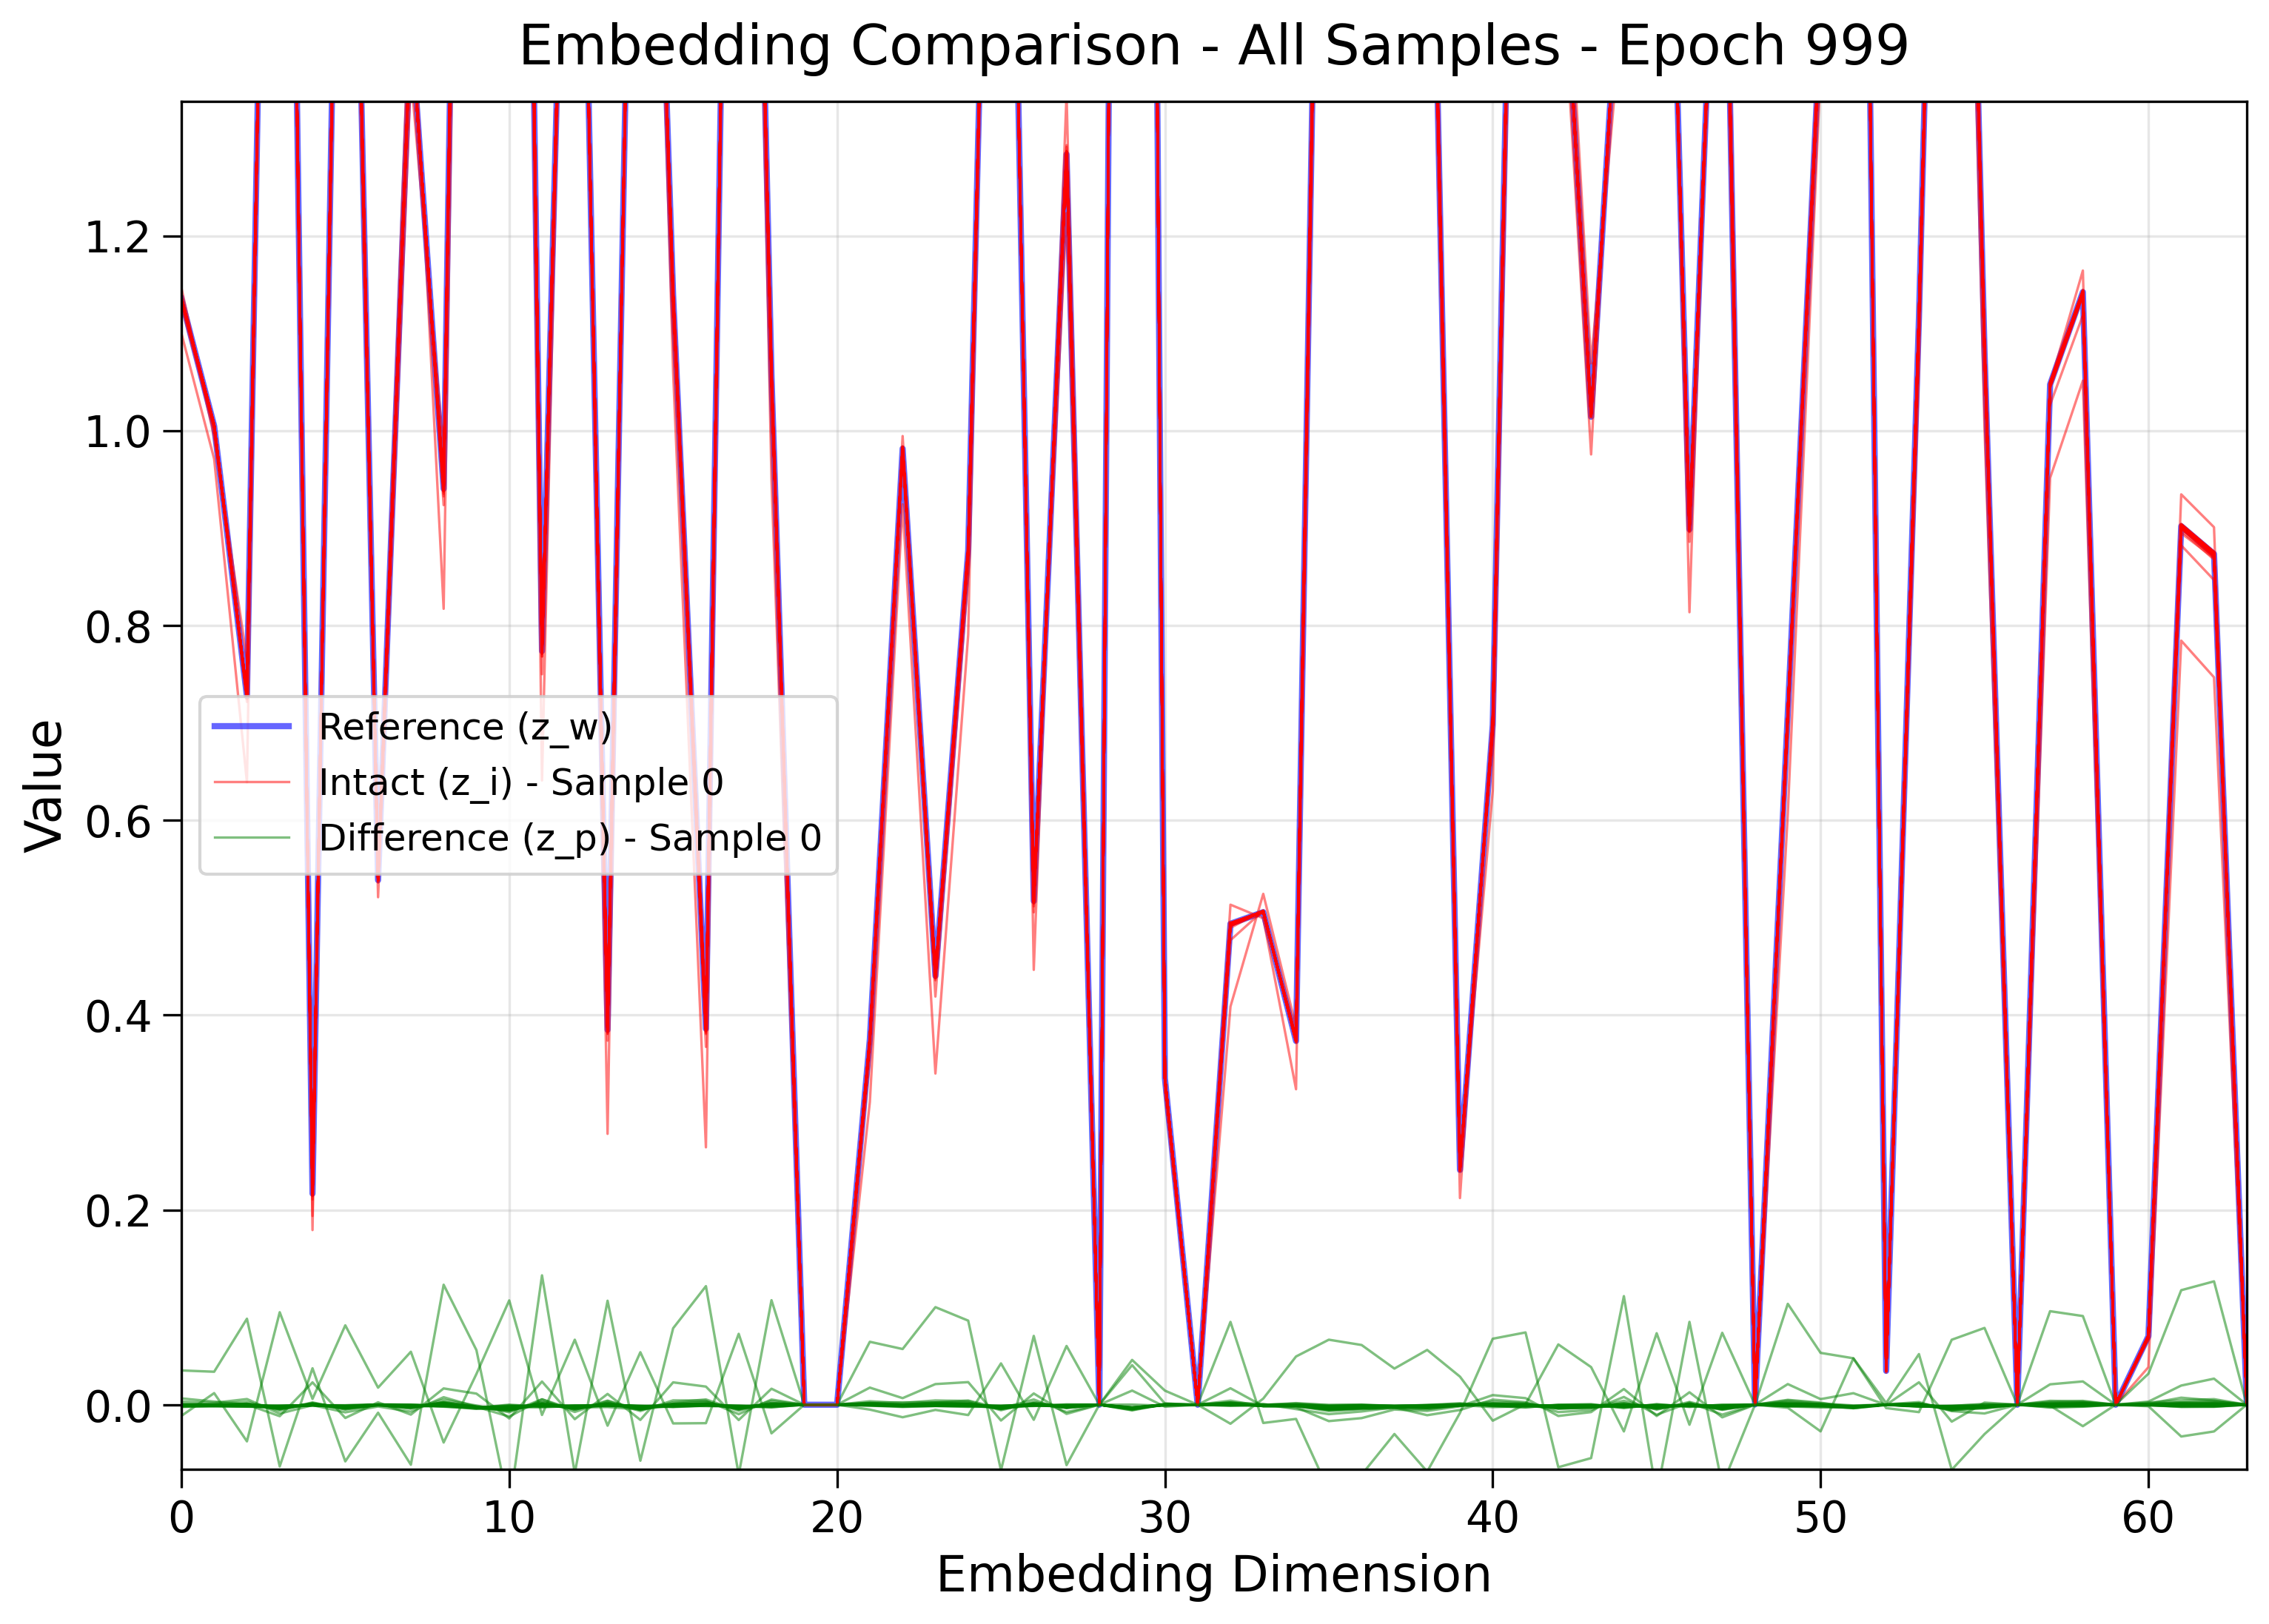 Embedding Comparison - All Samples - Epoch 999
Value
1.2
1.0
0.8
0.6
0.4
0.2
0.0
Reference (z_w)
Intact (z_i) - Sample 0
Difference (z_p) - Sample 0
0 10 20 30 40 50 60
Embedding Dimension